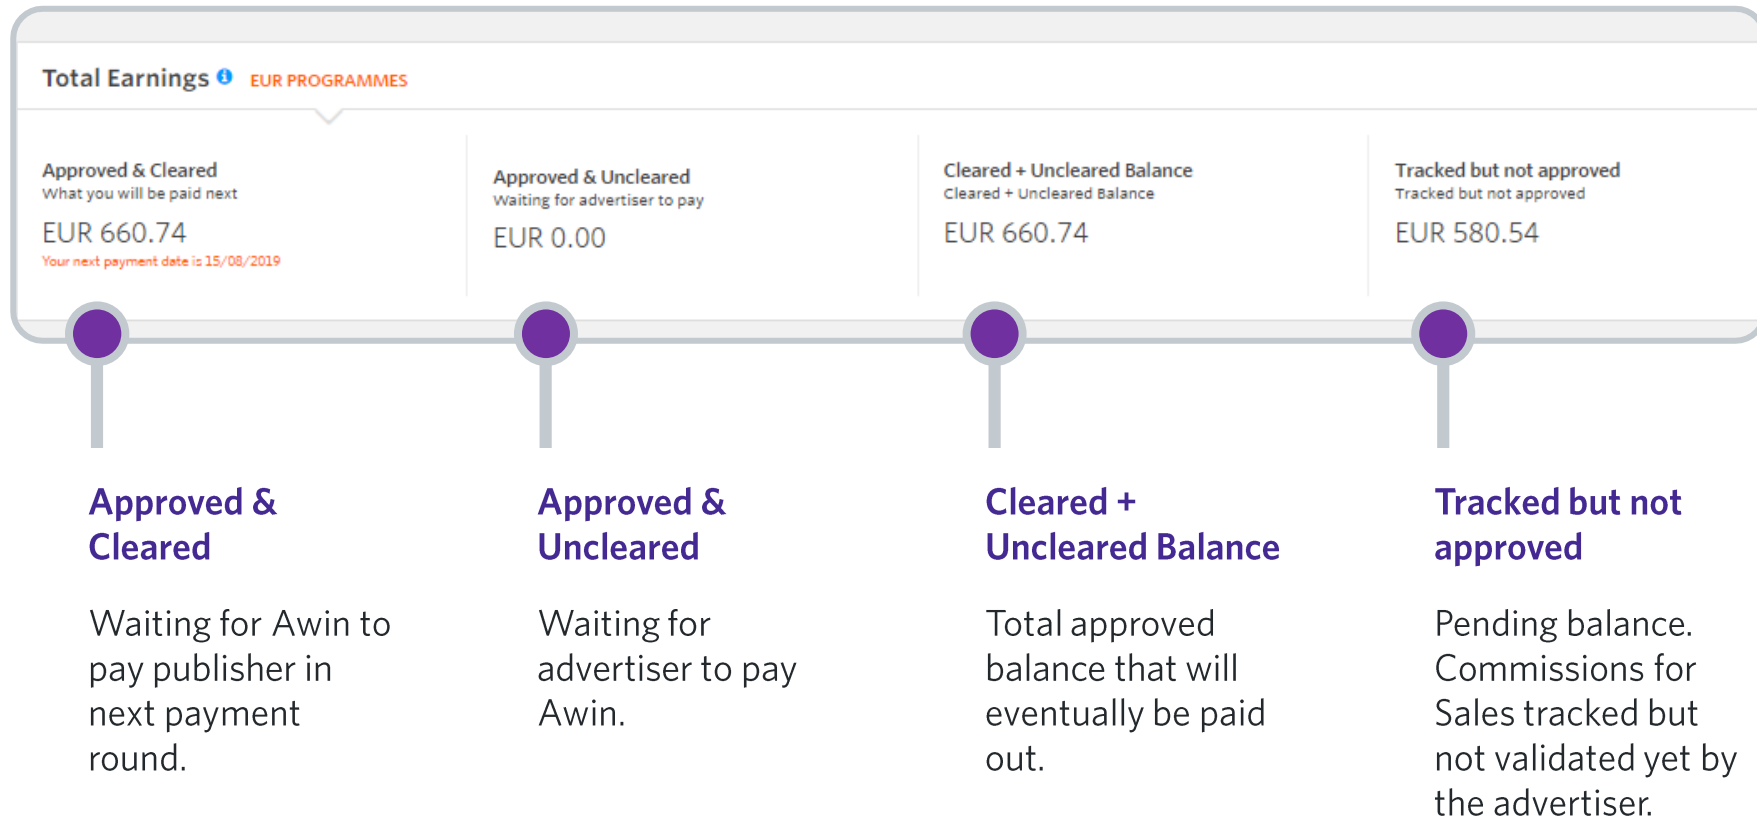 Total Earnings EUR PROGRAMMES
Approved & Cleared
What you will be paid next
EUR 660.74
Your next payment date is 15/08/2019
Approved & Uncleared
Waiting for advertiser to pay
EUR 0.00
Cleared + Uncleared Balance
Cleared + Uncleared Balance
EUR 660.74
Tracked but not approved
Tracked but not approved
EUR 580.54
Approved &
Cleared
Waiting for Awin to
pay publisher in
next payment
round.
Approved &
Uncleared
Waiting for
advertiser to pay
Awin.
Cleared +
Uncleared Balance
Total approved
balance that will
eventually be paid
out.
Tracked but not
approved
Pending balance.
Commissions for
Sales tracked but
not validated yet by
the advertiser.